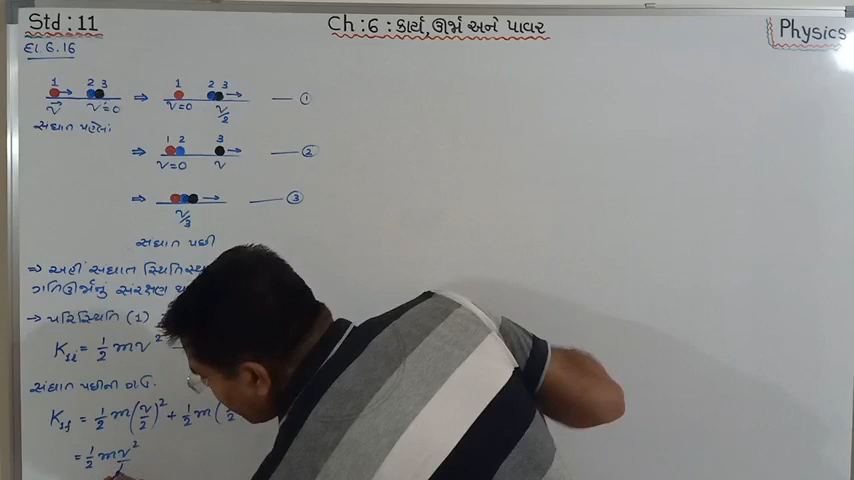 Std : 11
Ch : 6 : કાર્ય, ઊર્જા અને પાવર
Physics
દા 6.16
1 2 3 ⇒ 1 2 3 — ①
v v=0 v=0 v/2
સંઘાત પહેલાં
⇒ 1 2 3 — ②
v=0 v
⇒ — ③
v/3
સંઘાત પછી
⇒ અહીં સંઘાત
ગતિઊર્જાનું સંરક્ષણ
→ પરિસ્થિતિ (1)
K₁ᵢ = 1/2 mv²
સંઘાત પછીની
K₁f = 1/2 m(v/2)² + 1/2 m(
= 1/2 mv²